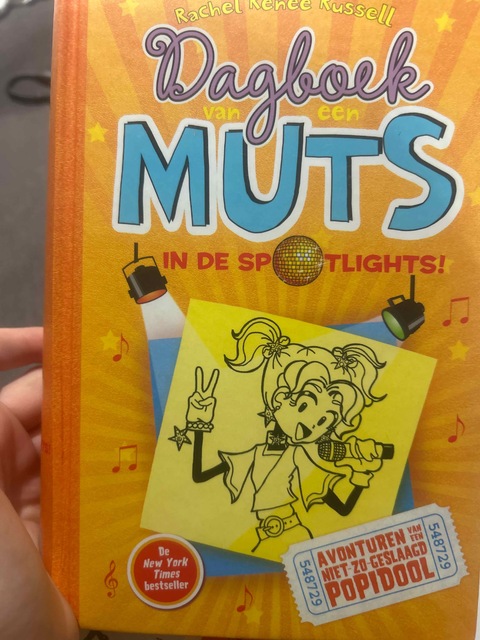 Rachel Renée Russell
Dagboek
van een
MUTS
IN DE SPOTLIGHTS!
De
New York
Times
bestseller
AVONTUREN VAN EEN
NIET-ZO-GESLAAGD
POPIDOOL
548729
548729